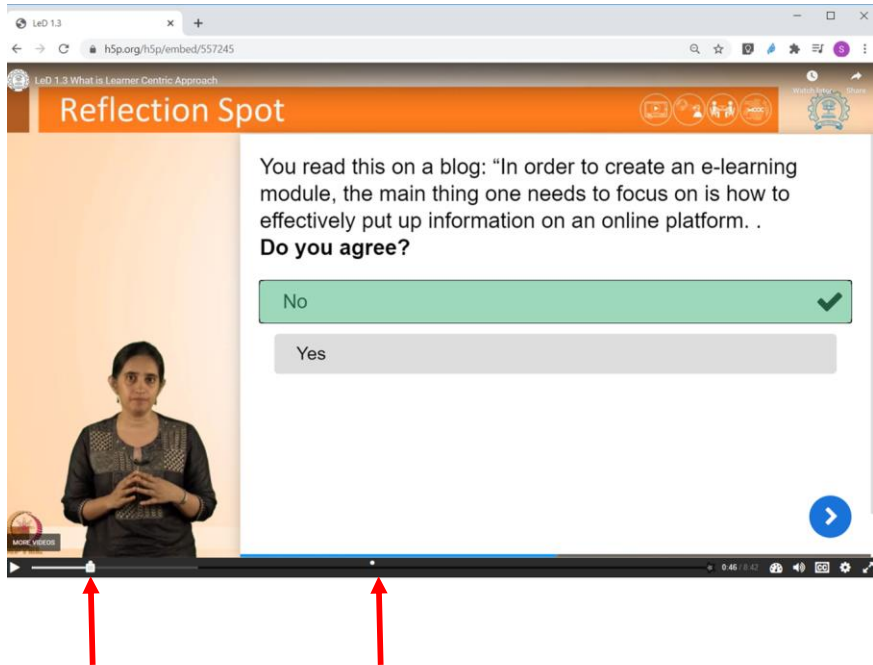 LeD 1.3
h5p.org/h5p/embed/557245
S
LeD 1.3 What is Learner Centric Approach
Share
Reflection Spot
You read this on a blog: “In order to create an e-learning
module, the main thing one needs to focus on is how to
effectively put up information on an online platform. .
Do you agree?
No
Yes
MORE VIDEOS
0:46 / 8:42
CC